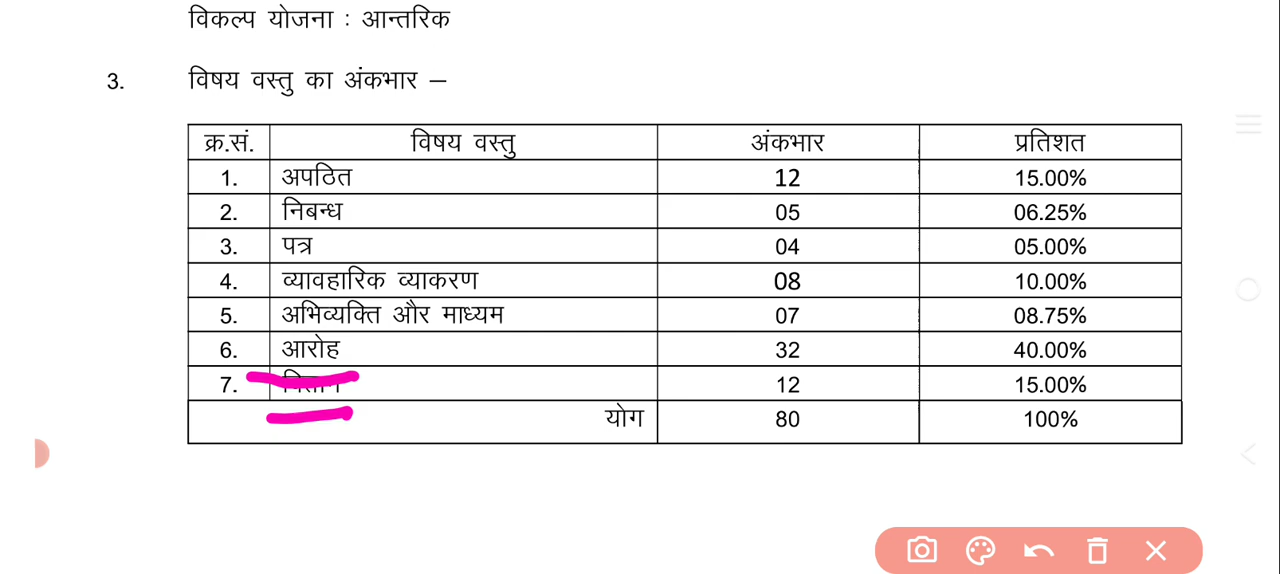 विकल्प योजना : आन्तरिक
3. विषय वस्तु का अंकभार –
क्र.सं. विषय वस्तु अंकभार प्रतिशत
1. अपठित 12 15.00%
2. निबन्ध 05 06.25%
3. पत्र 04 05.00%
4. व्यावहारिक व्याकरण 08 10.00%
5. अभिव्यक्ति और माध्यम 07 08.75%
6. आरोह 32 40.00%
7. 12 15.00%
योग 80 100%